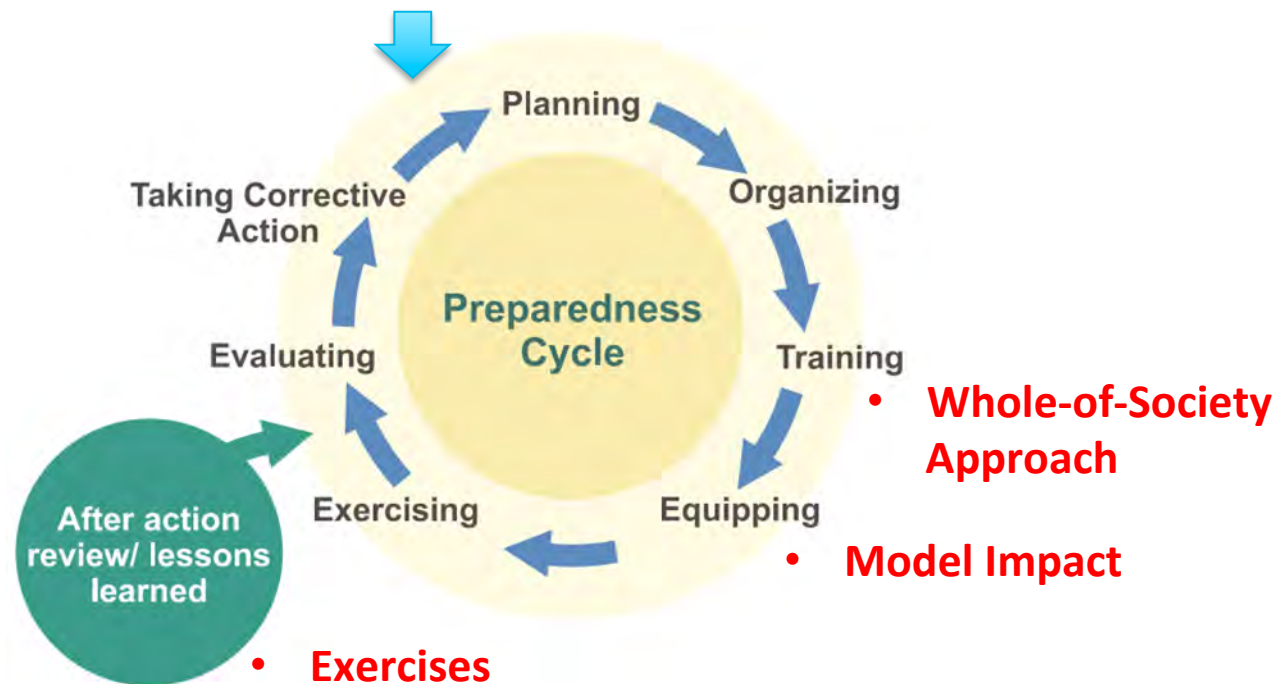 Planning
Organizing
Taking Corrective
Action
Preparedness
Cycle
Evaluating
Training
• Whole-of-Society
Approach
Exercising
Equipping
After action
review/ lessons
learned
• Model Impact
• Exercises